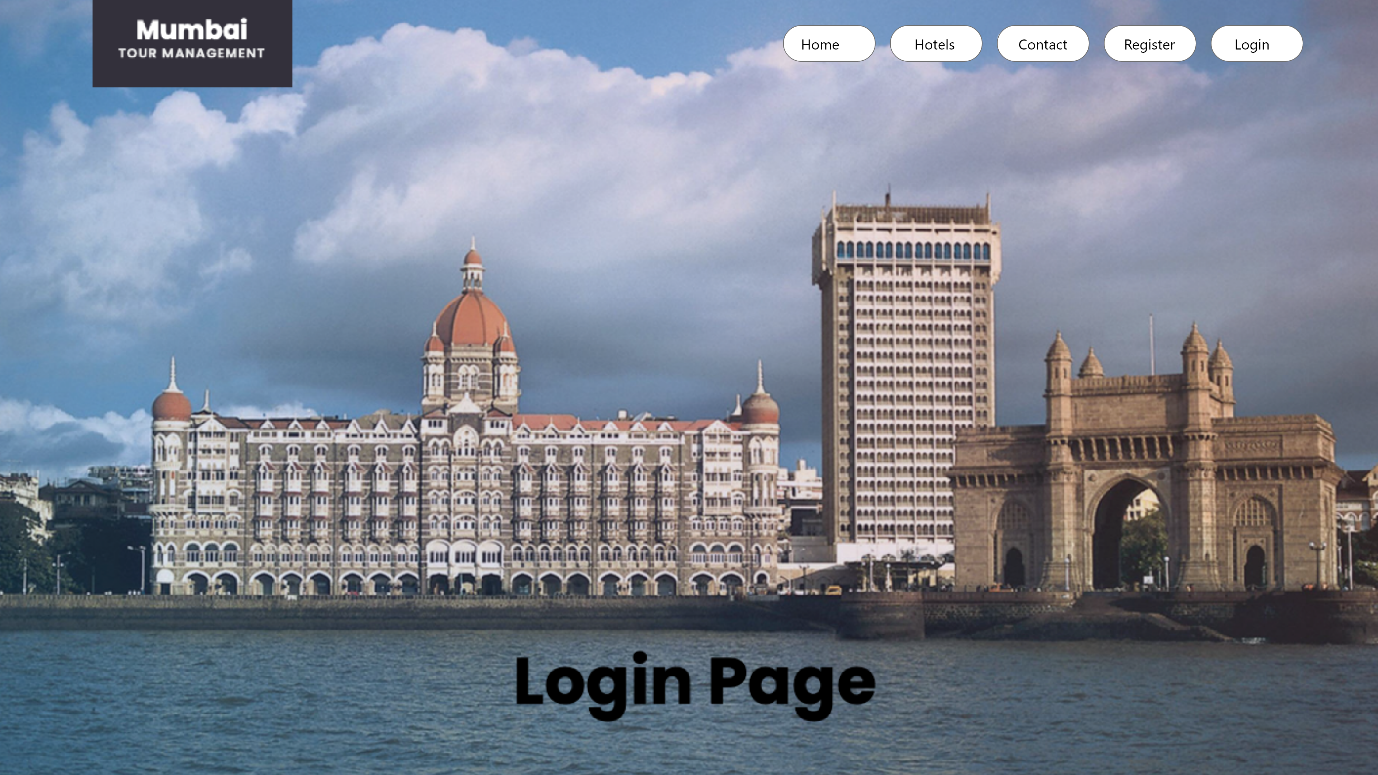 Mumbai
TOUR MANAGEMENT
Home
Hotels
Contact
Register
Login
Login Page